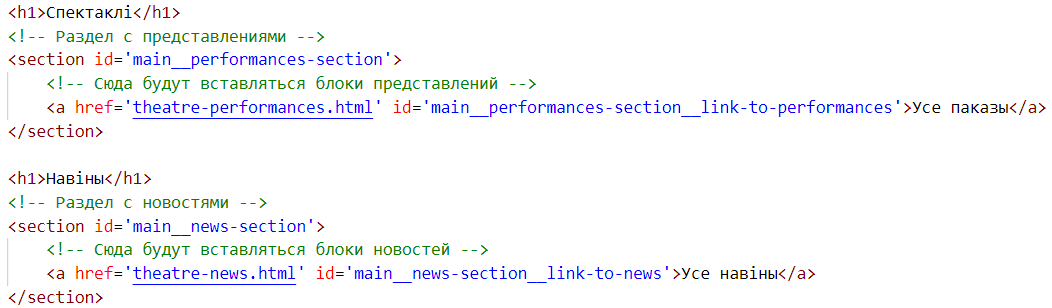 <h1>Спектаклі</h1>
<!-- Раздел с представлениями -->
<section id='main__performances-section'>
<!-- Сюда будут вставляться блоки представлений -->
<a href='theatre-performances.html' id='main__performances-section__link-to-performances'>Усе паказы</a>
</section>
<h1>Навіны</h1>
<!-- Раздел с новостями -->
<section id='main__news-section'>
<!-- Сюда будут вставляться блоки новостей -->
<a href='theatre-news.html' id='main__news-section__link-to-news'>Усе навіны</a>
</section>